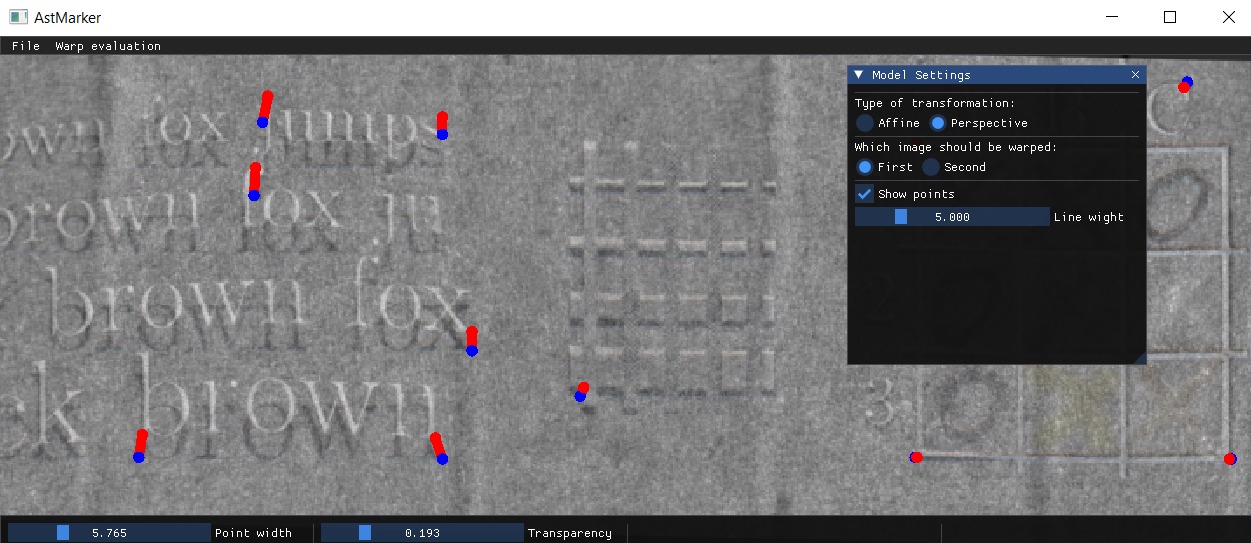 AstMarker
File Warp evaluation
Model Settings
Type of transformation:
Affine Perspective
Which image should be warped:
First Second
Show points
5.000 Line wight
own fox jumps
brown fox ju
brown fox
ck brown
C
2
3
5.765 Point width 0.193 Transparency